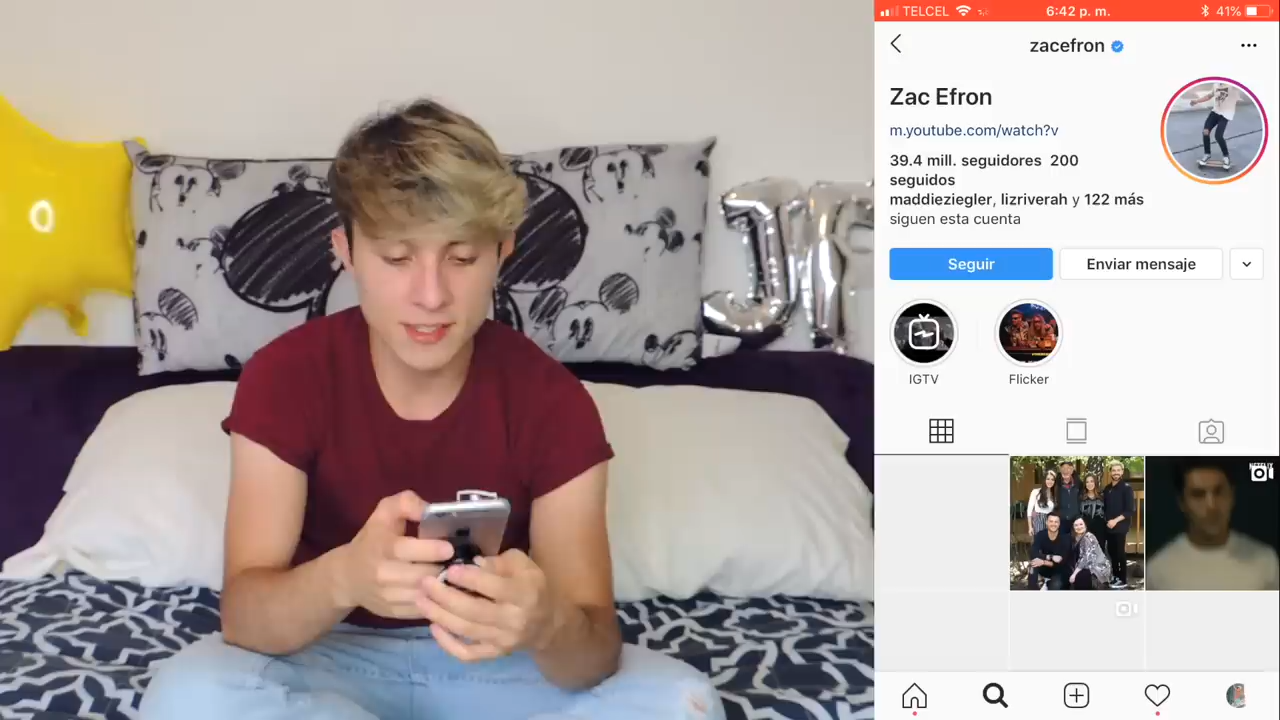 TELCEL
6:42 p. m.
41%
zacefron
Zac Efron
m.youtube.com/watch?v
39.4 mill. seguidores 200
seguidos
maddieziegler, lizriverah y 122 más
siguen esta cuenta
Seguir
Enviar mensaje
IGTV
Flicker
NETFLIX